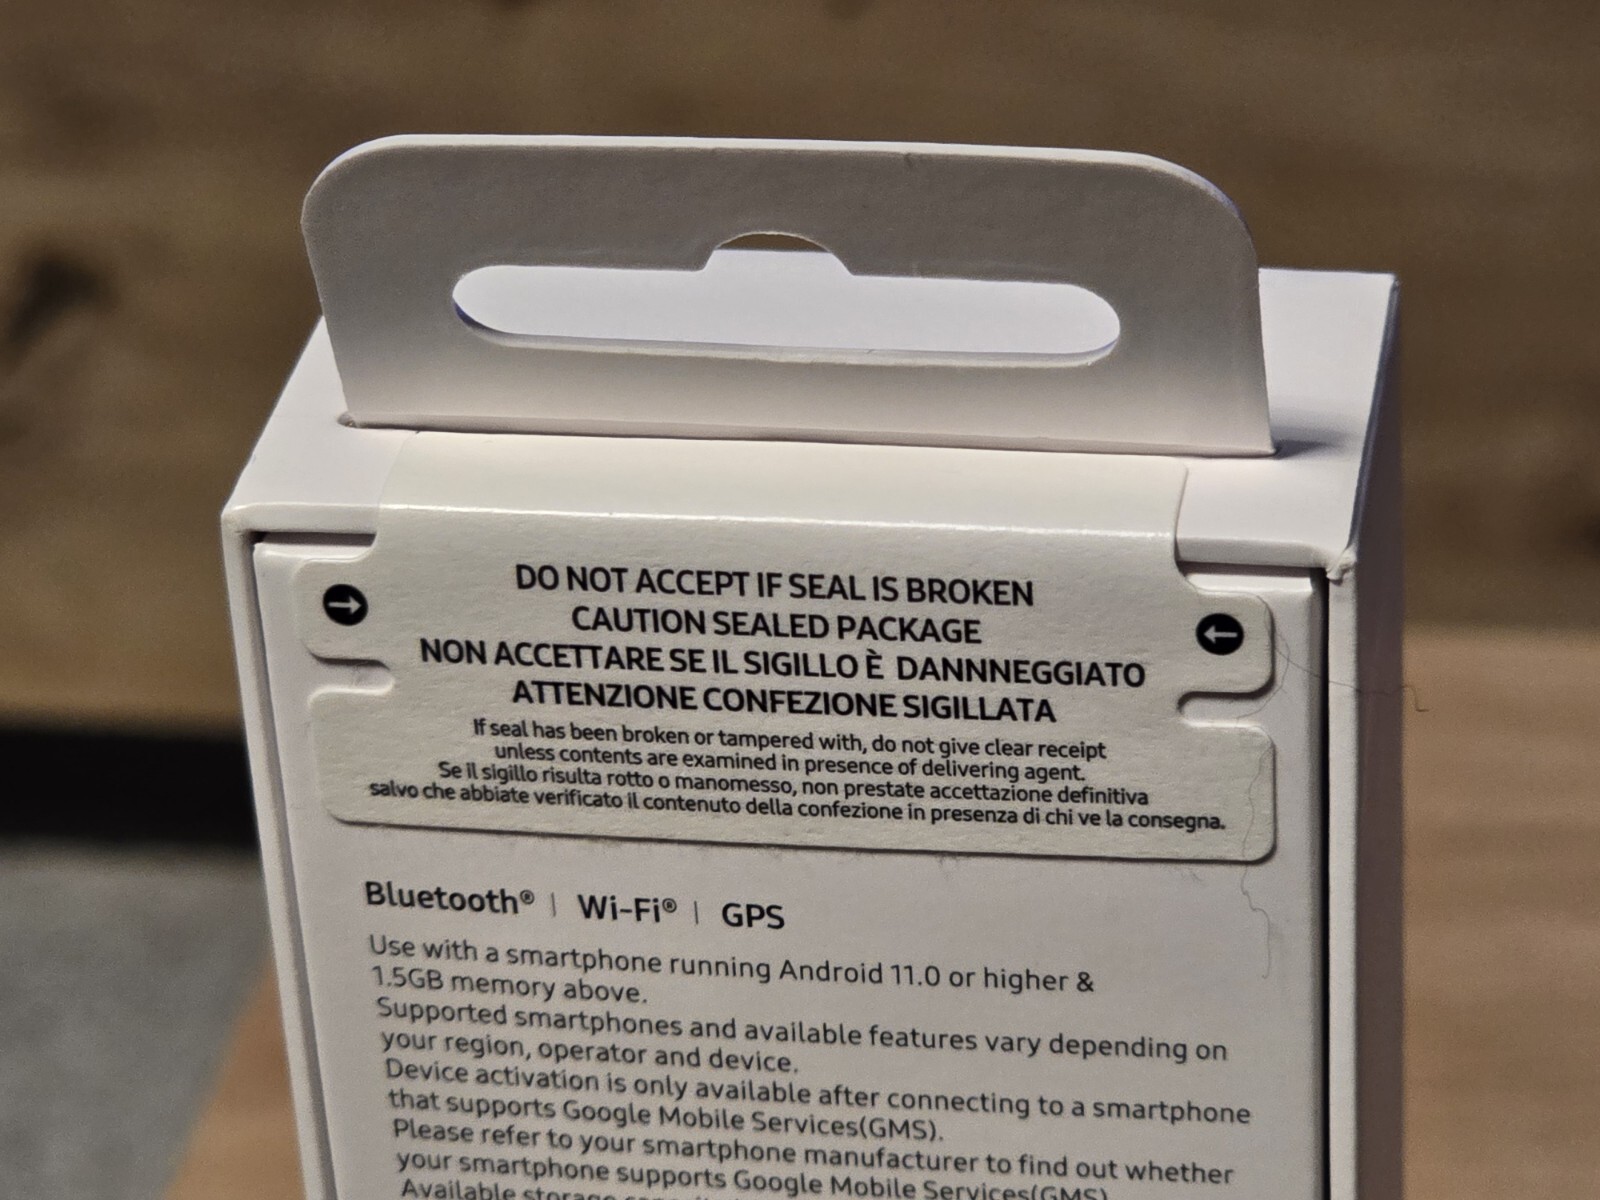 DO NOT ACCEPT IF SEAL IS BROKEN
CAUTION SEALED PACKAGE
NON ACCETTARE SE IL SIGILLO È DANNNEGGIATO
ATTENZIONE CONFEZIONE SIGILLATA
If seal has been broken or tampered with, do not give clear receipt
unless contents are examined in presence of delivering agent.
Se il sigillo risulta rotto o manomesso, non prestate accettazione definitiva
salvo che abbiate verificato il contenuto della confezione in presenza di chi ve la consegna.
Bluetooth® | Wi-Fi® | GPS
Use with a smartphone running Android 11.0 or higher &
1.5GB memory above.
Supported smartphones and available features vary depending on
your region, operator and device.
Device activation is only available after connecting to a smartphone
that supports Google Mobile Services(GMS).
Please refer to your smartphone manufacturer to find out whether
your smartphone supports Google Mobile Services(GMS).
Available storage